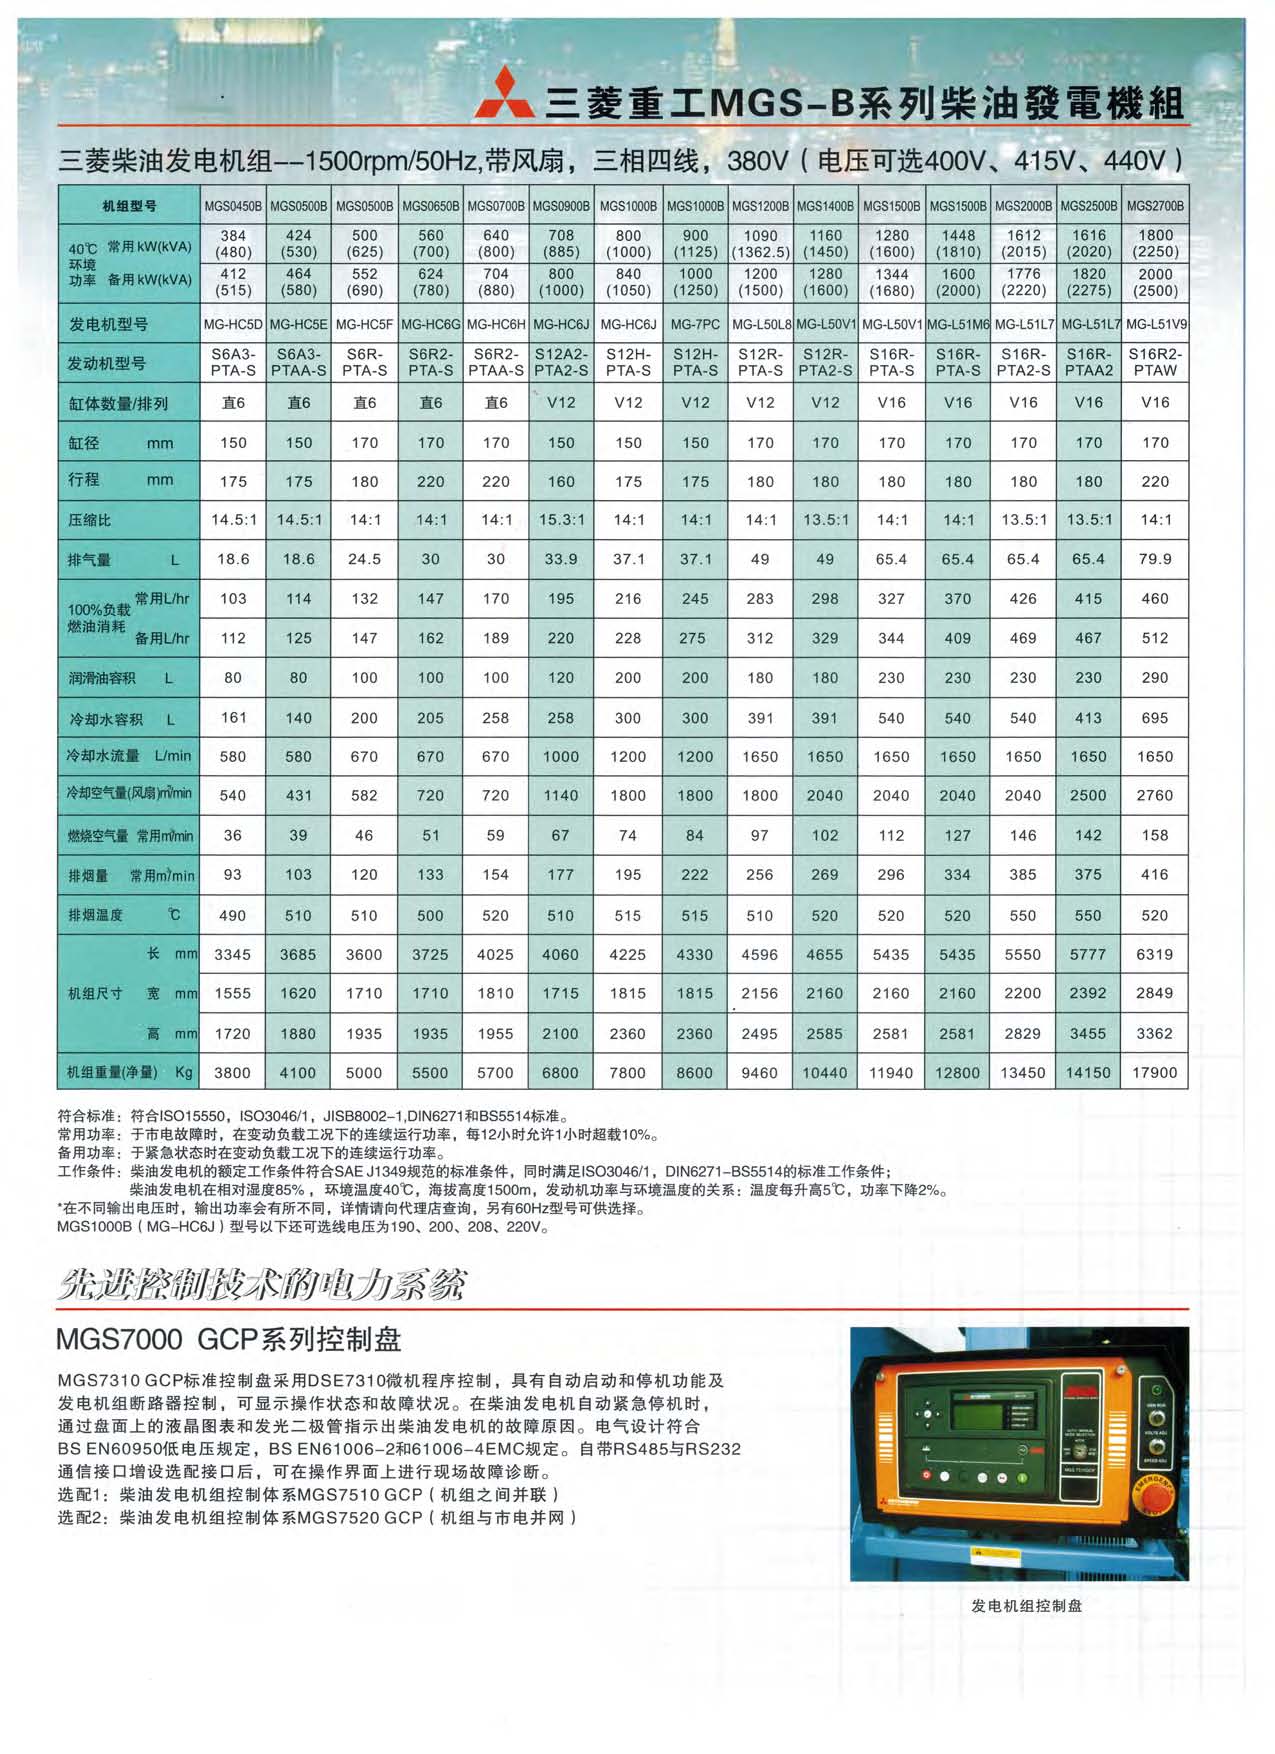 三菱重工MGS-B系列柴油發電機組
三菱柴油发电机组--1500rpm/50Hz,带风扇，三相四线，380V（电压可选400V、415V、440V）
机组型号 MGS0450B MGS0500B MGS0500B MGS0650B MGS0700B MGS0900B MGS1000B MGS1000B MGS1200B MGS1400B MGS1500B MGS1500B MGS2000B MGS2500B MGS2700B
40℃环境功率 常用kW(kVA) 384(480) 424(530) 500(625) 560(700) 640(800) 708(885) 800(1000) 900(1125) 1090(1362.5) 1160(1450) 1280(1600) 1448(1810) 1612(2015) 1616(2020) 1800(2250)
备用kW(kVA) 412(515) 464(580) 552(690) 624(780) 704(880) 800(1000) 840(1050) 1000(1250) 1200(1500) 1280(1600) 1344(1680) 1600(2000) 1776(2220) 1820(2275) 2000(2500)
发电机型号 MG-HC5D MG-HC5E MG-HC5F MG-HC6G MG-HC6H MG-HC6J MG-HC6J MG-7PC MG-L50L8 MG-L50V1 MG-L50V1 MG-L51M6 MG-L51L7 MG-L51L7 MG-L51V9
发动机型号 S6A3-PTA-S S6A3-PTAA-S S6R-PTA-S S6R2-PTA-S S6R2-PTAA-S S12A2-PTA2-S S12H-PTA-S S12H-PTA-S S12R-PTA-S S12R-PTA2-S S16R-PTA-S S16R-PTA-S S16R-PTA2-S S16R-PTAA2 S16R2-PTAW
缸体数量/排列 直6 直6 直6 直6 直6 V12 V12 V12 V12 V12 V16 V16 V16 V16 V16
缸径 mm 150 150 170 170 170 150 150 150 170 170 170 170 170 170 170
行程 mm 175 175 180 220 220 160 175 175 180 180 180 180 180 180 220
压缩比 14.5:1 14.5:1 14:1 14:1 14:1 15.3:1 14:1 14:1 14:1 13.5:1 14:1 14:1 13.5:1 13.5:1 14:1
排气量 L 18.6 18.6 24.5 30 30 33.9 37.1 37.1 49 49 65.4 65.4 65.4 65.4 79.9
100%负载燃油消耗 常用L/hr 103 114 132 147 170 195 216 245 283 298 327 370 426 415 460
备用L/hr 112 125 147 162 189 220 228 275 312 329 344 409 469 467 512
润滑油容积 L 80 80 100 100 100 120 200 200 180 180 230 230 230 230 290
冷却水容积 L 161 140 200 205 258 258 300 300 391 391 540 540 540 413 695
冷却水流量 L/min 580 580 670 670 670 1000 1200 1200 1650 1650 1650 1650 1650 1650 1650
冷却空气量(风扇)m³/min 540 431 582 720 720 1140 1800 1800 1800 2040 2040 2040 2040 2500 2760
燃烧空气量 常用m³/min 36 39 46 51 59 67 74 84 97 102 112 127 146 142 158
排烟量 常用m³/min 93 103 120 133 154 177 195 222 256 269 296 334 385 375 416
排烟温度 ℃ 490 510 510 500 520 510 515 515 510 520 520 520 550 550 520
机组尺寸 长 mm 3345 3685 3600 3725 4025 4060 4225 4330 4596 4655 5435 5435 5550 5777 6319
宽 mm 1555 1620 1710 1710 1810 1715 1815 1815 2156 2160 2160 2160 2200 2392 2849
高 mm 1720 1880 1935 1935 1955 2100 2360 2360 2495 2585 2581 2581 2829 3455 3362
机组重量(净量) Kg 3800 4100 5000 5500 5700 6800 7800 8600 9460 10440 11940 12800 13450 14150 17900
符合标准：符合ISO15550，ISO3046/1，JISB8002-1,DIN6271和BS5514标准。
常用功率：于市电故障时，在变动负载工况下的连续运行功率，每12小时允许1小时超载10%。
备用功率：于紧急状态时在变动负载工况下的连续运行功率。
工作条件：柴油发电机的额定工作条件符合SAE J1349规范的标准条件，同时满足ISO3046/1，DIN6271-BS5514的标准工作条件；
柴油发电机在相对湿度85%，环境温度40℃，海拔高度1500m，发动机功率与环境温度的关系：温度每升高5℃，功率下降2%。
*在不同输出电压时，输出功率会有所不同，详情请向代理店查询，另有60Hz型号可供选择。
MGS1000B（MG-HC6J）型号以下还可选线电压为190、200、208、220V。
先进控制技术的电力系统
MGS7000 GCP系列控制盘
MGS7310 GCP标准控制盘采用DSE7310微机程序控制，具有自动启动和停机功能及
发电机组断路器控制，可显示操作状态和故障状况。在柴油发电机自动紧急停机时，
通过盘面上的液晶图表和发光二极管指示出柴油发电机的故障原因。电气设计符合
BS EN60950低电压规定，BS EN61006-2和61006-4EMC规定。自带RS485与RS232
通信接口增设选配接口后，可在操作界面上进行现场故障诊断。
选配1：柴油发电机组控制体系MGS7510 GCP（机组之间并联）
选配2：柴油发电机组控制体系MGS7520 GCP（机组与市电并网）
EMERGENCY
发电机组控制盘